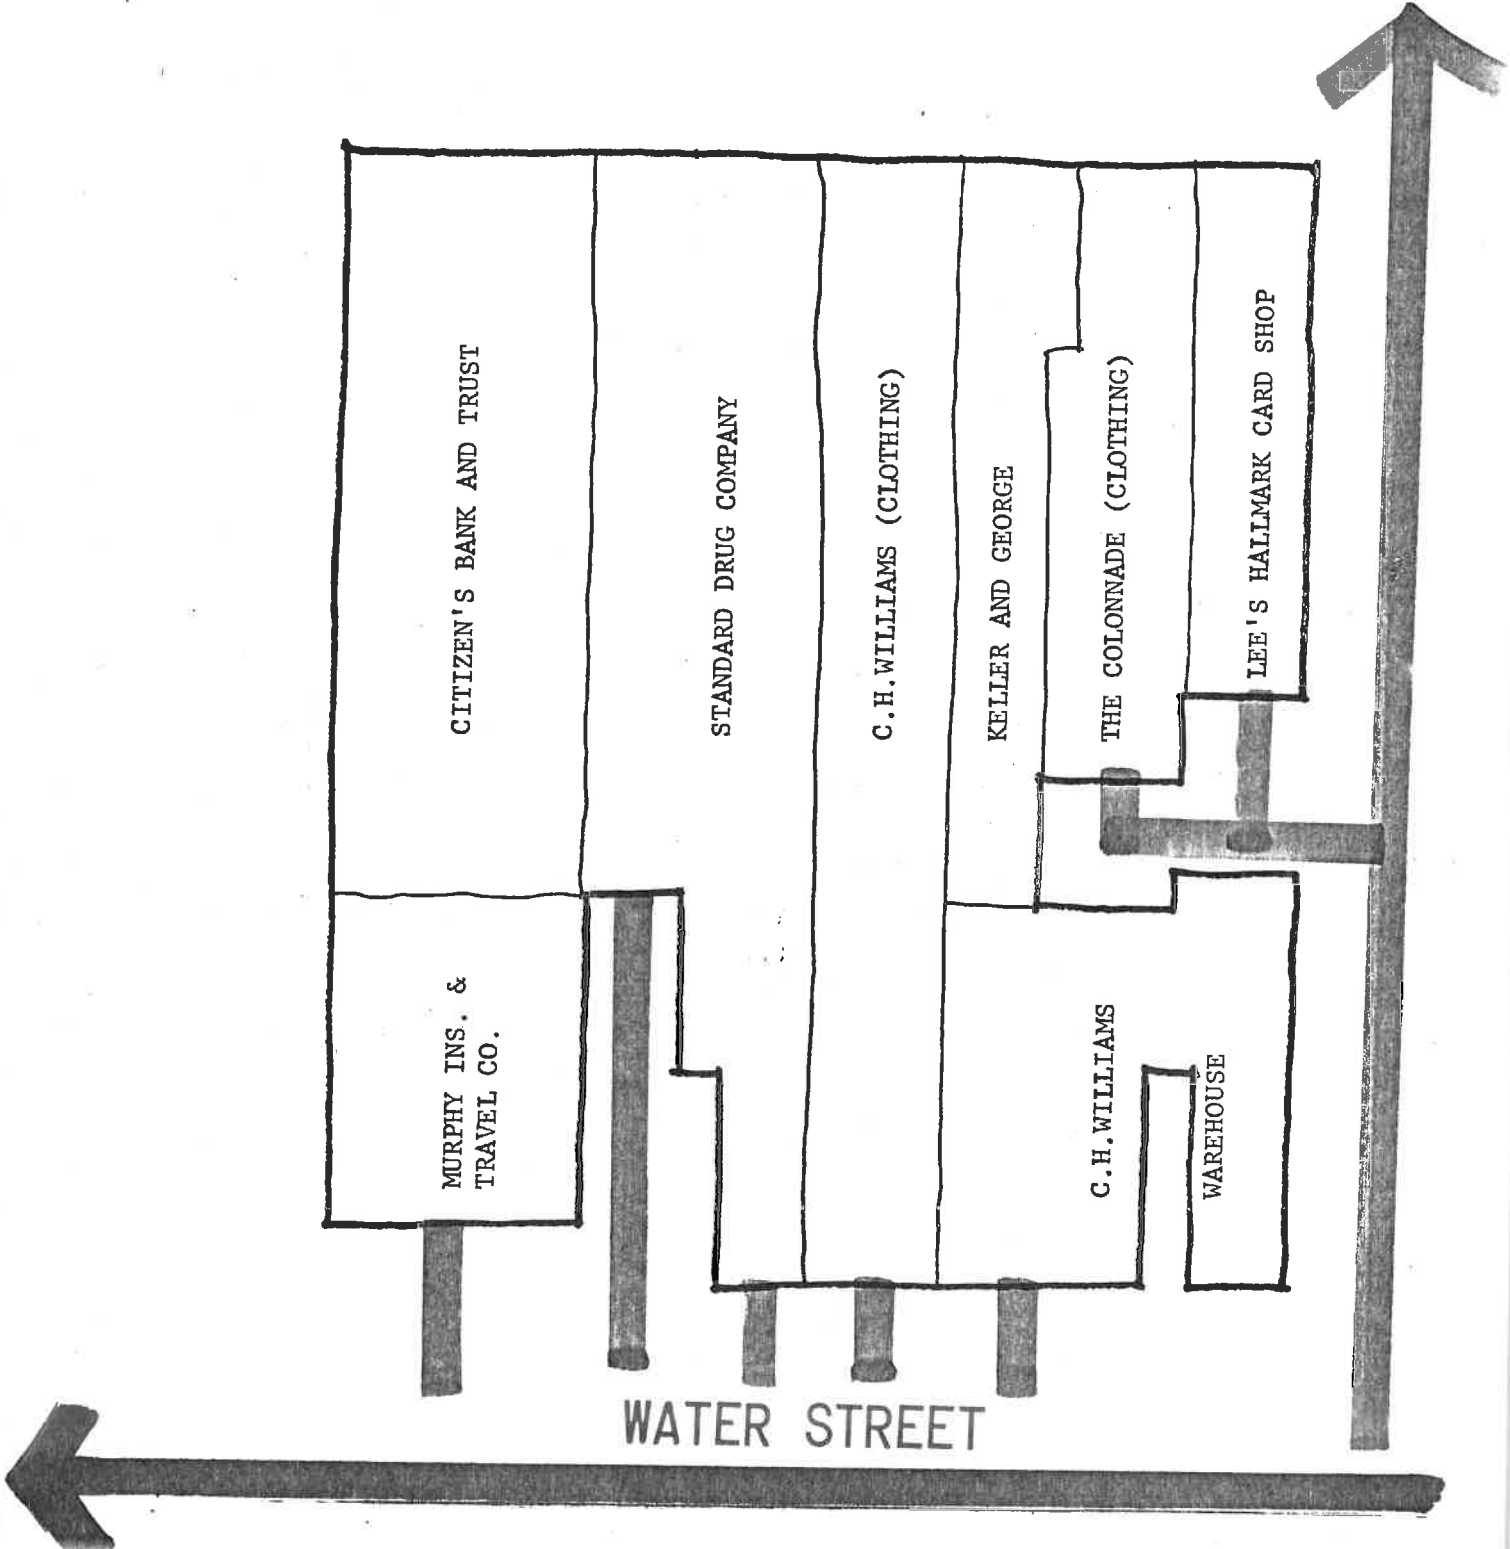 CITIZEN'S BANK AND TRUST
STANDARD DRUG COMPANY
C.H.WILLIAMS (CLOTHING)
KELLER AND GEORGE
THE COLONNADE (CLOTHING)
LEE'S HALLMARK CARD SHOP
MURPHY INS. &
TRAVEL CO.
C.H.WILLIAMS
WAREHOUSE
WATER STREET